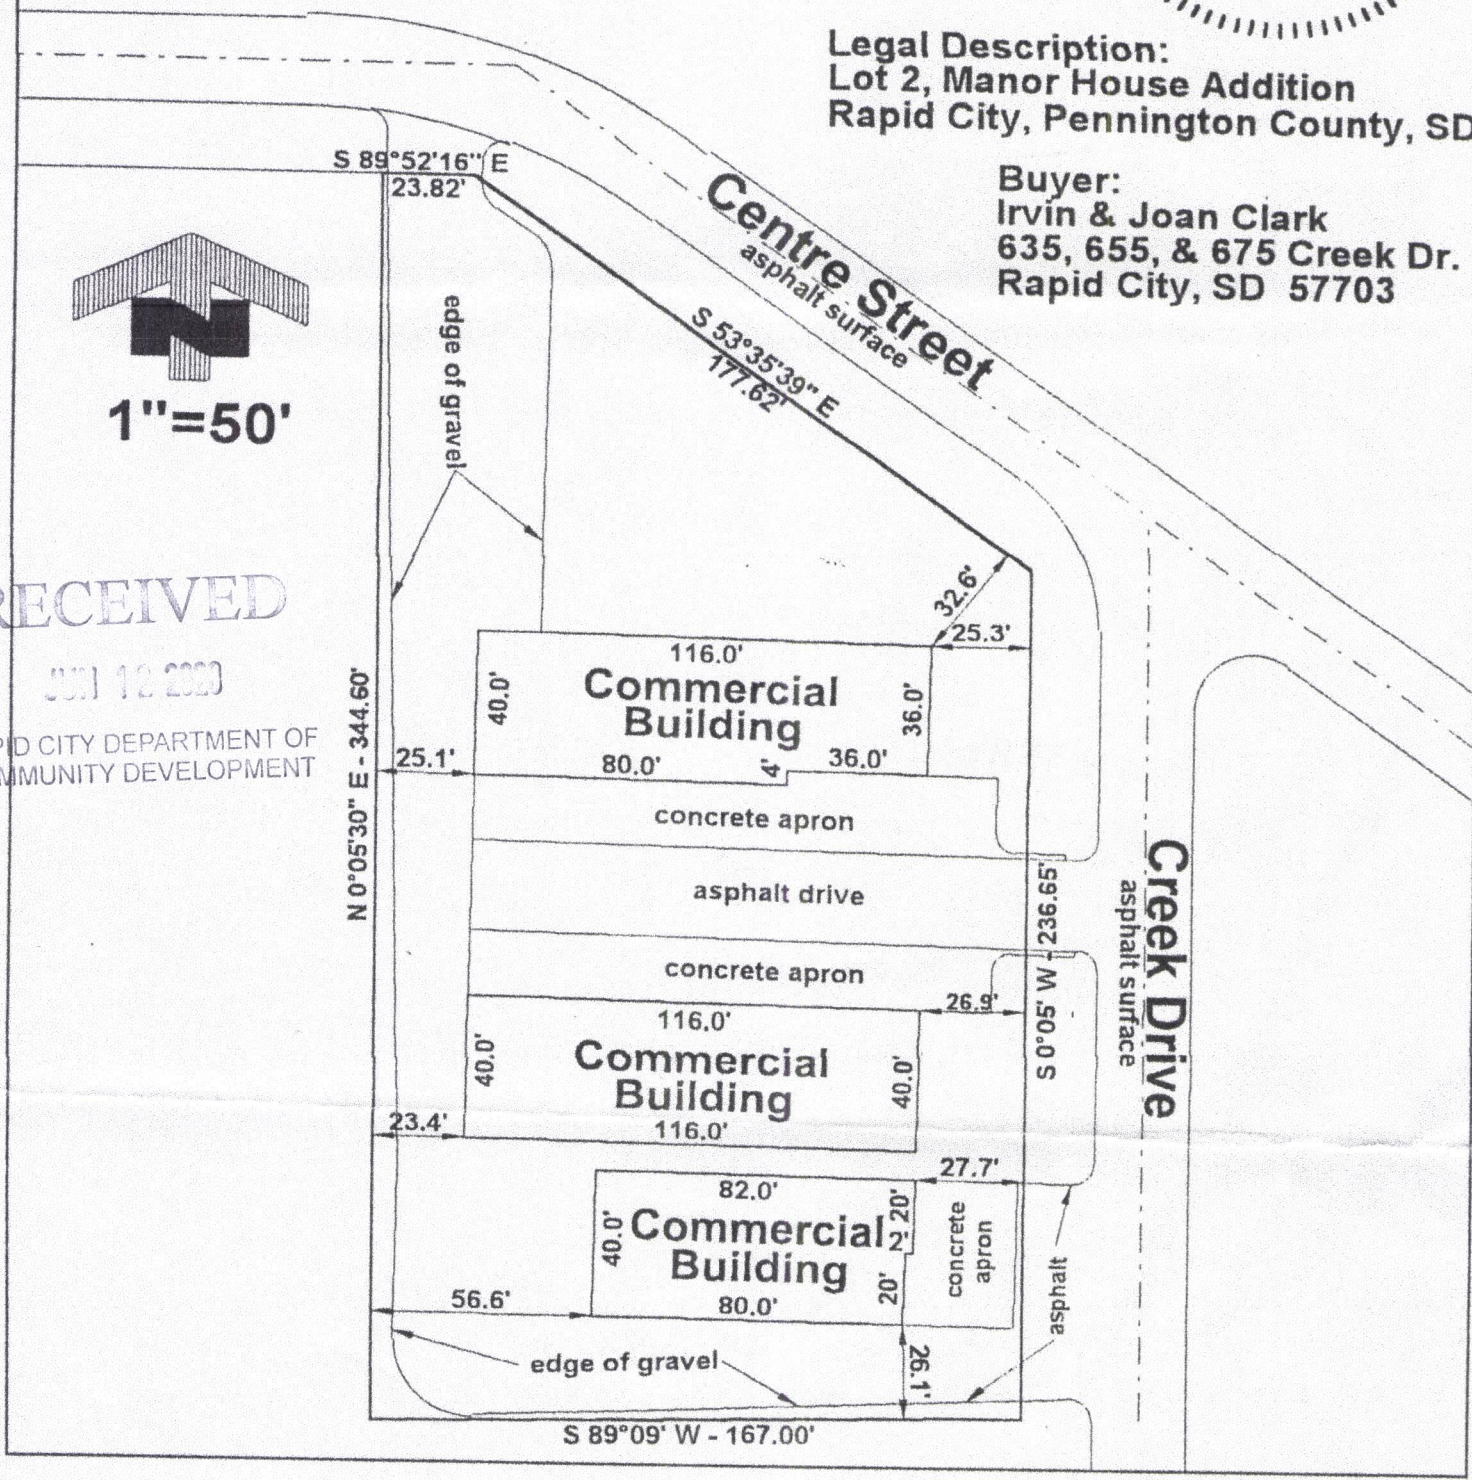 Legal Description:
Lot 2, Manor House Addition
Rapid City, Pennington County, SD
Buyer:
Irvin & Joan Clark
635, 655, & 675 Creek Dr.
Rapid City, SD 57703
S 89°52'16" E
23.82'
Centre Street
asphalt surface
S 53°35'39" E
177.62'
N
1"=50'
edge of gravel
RECEIVED
JUN 12 2020
PID CITY DEPARTMENT OF
MMUNITY DEVELOPMENT
32.6'
25.3'
116.0'
40.0'
Commercial
Building
36.0'
N 0°05'30" E - 344.60'
25.1'
80.0'
4'
36.0'
concrete apron
asphalt drive
concrete apron
S 0°05' W - 236.65'
Creek Drive
asphalt surface
26.9'
116.0'
40.0'
Commercial
Building
40.0'
23.4'
116.0'
27.7'
82.0'
20'
40.0'
Commercial
Building
2'
20'
concrete
apron
asphalt
56.6'
80.0'
edge of gravel
26.1'
S 89°09' W - 167.00'